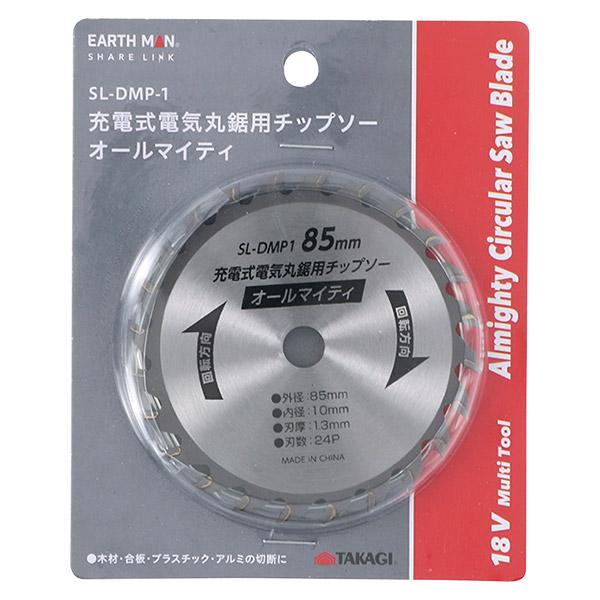 EARTH MAN®
SHARE LINK
SL-DMP-1
充電式電気丸鋸用チップソー
オールマイティ
SL-DMP1 85mm
充電式電気丸鋸用チップソー
オールマイティ
回転方向
回転方向
●外径:85mm
●内径:10mm
●刃厚:1.3mm
●刃数:24P
MADE IN CHINA
18V Multi Tool Almighty Circular Saw Blade
●木材・合板・プラスチック・アルミの切断に
TAKAGI